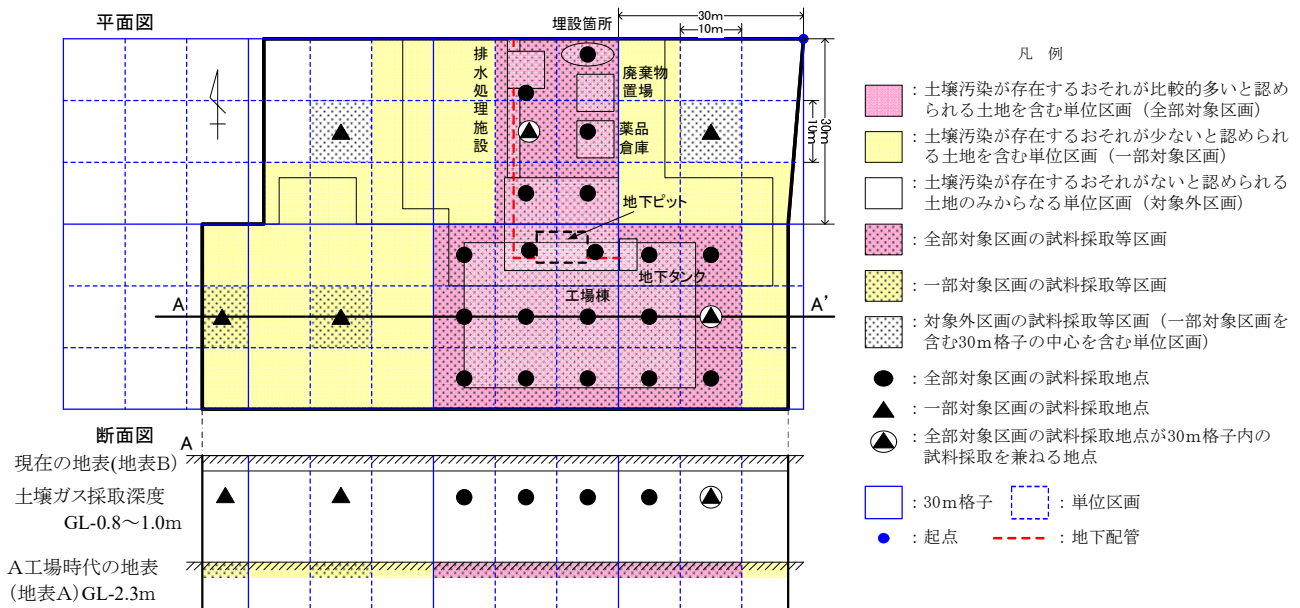 平面図
埋設箇所
30m
10m
排水処理施設
廃棄物
置場
薬品
倉庫
10m
30m
地下ピット
地下タンク
工場棟
A
A’
断面図
A
現在の地表(地表B)
土壌ガス採取深度
GL-0.8～1.0m
A工場時代の地表
(地表A)GL-2.3m
凡　例
：土壌汚染が存在するおそれが比較的多いと認め
られる土地を含む単位区画（全部対象区画）
：土壌汚染が存在するおそれが少ないと認められ
る土地を含む単位区画（一部対象区画）
：土壌汚染が存在するおそれがないと認められる
土地のみからなる単位区画（対象外区画）
：全部対象区画の試料採取等区画
：一部対象区画の試料採取等区画
：対象外区画の試料採取等区画（一部対象区画を
含む30m格子の中心を含む単位区画）
：全部対象区画の試料採取地点
：一部対象区画の試料採取地点
：全部対象区画の試料採取地点が30m格子内の
試料採取を兼ねる地点
：30m格子
：単位区画
：起点
：地下配管